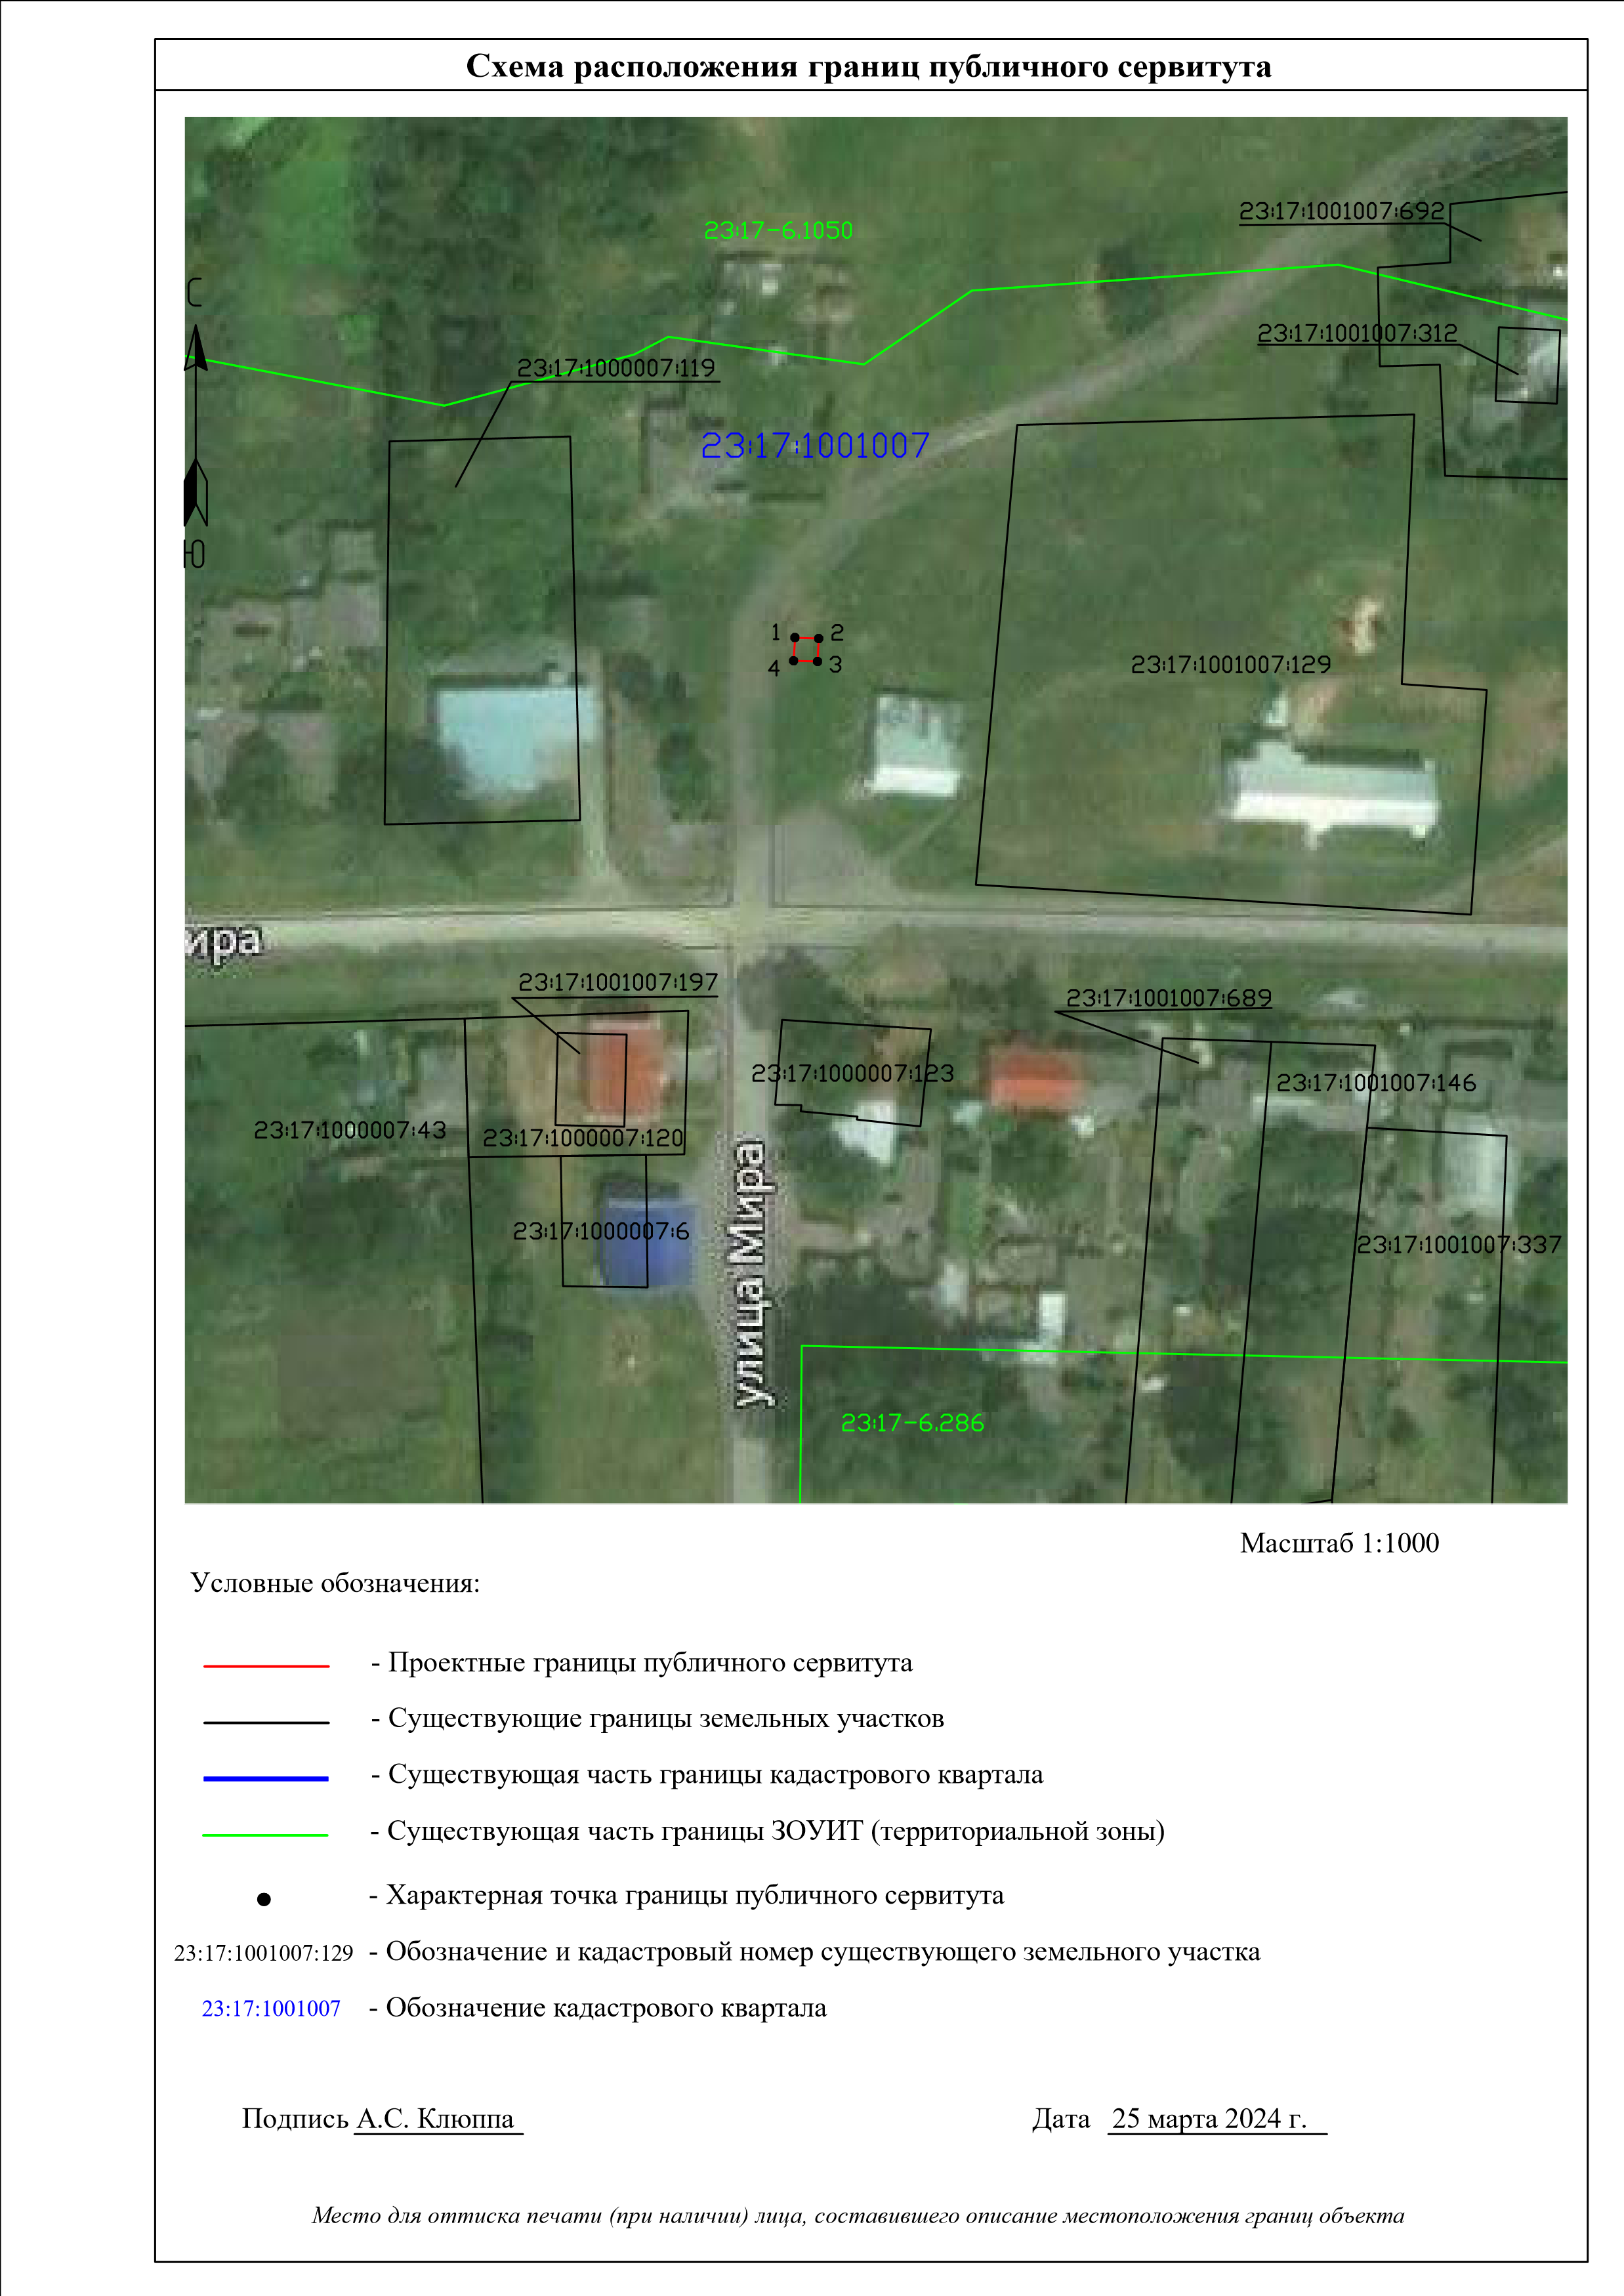 Схема расположения границ публичного сервитута
23:17:1001007:692
23:17-6.1050
С
23:17:1001007:312
23:17:1000007:119
23:17:1001007
Ю
1
2
4
3
23:17:1001007:129
ира
23:17:1001007:197
23:17:1001007:689
23:17:1000007:123
23:17:1001007:146
23:17:1000007:43
23:17:1000007:120
23:17:1000007:6
23:17:1001007:337
улица Мира
23:17-6.286
Масштаб 1:1000
Условные обозначения:
- Проектные границы публичного сервитута
- Существующие границы земельных участков
- Существующая часть границы кадастрового квартала
- Существующая часть границы ЗОУИТ (территориальной зоны)
- Характерная точка границы публичного сервитута
23:17:1001007:129 - Обозначение и кадастровый номер существующего земельного участка
23:17:1001007 - Обозначение кадастрового квартала
Подпись А.С. Клюппа Дата 25 марта 2024 г.
Место для оттиска печати (при наличии) лица, составившего описание местоположения границ объекта